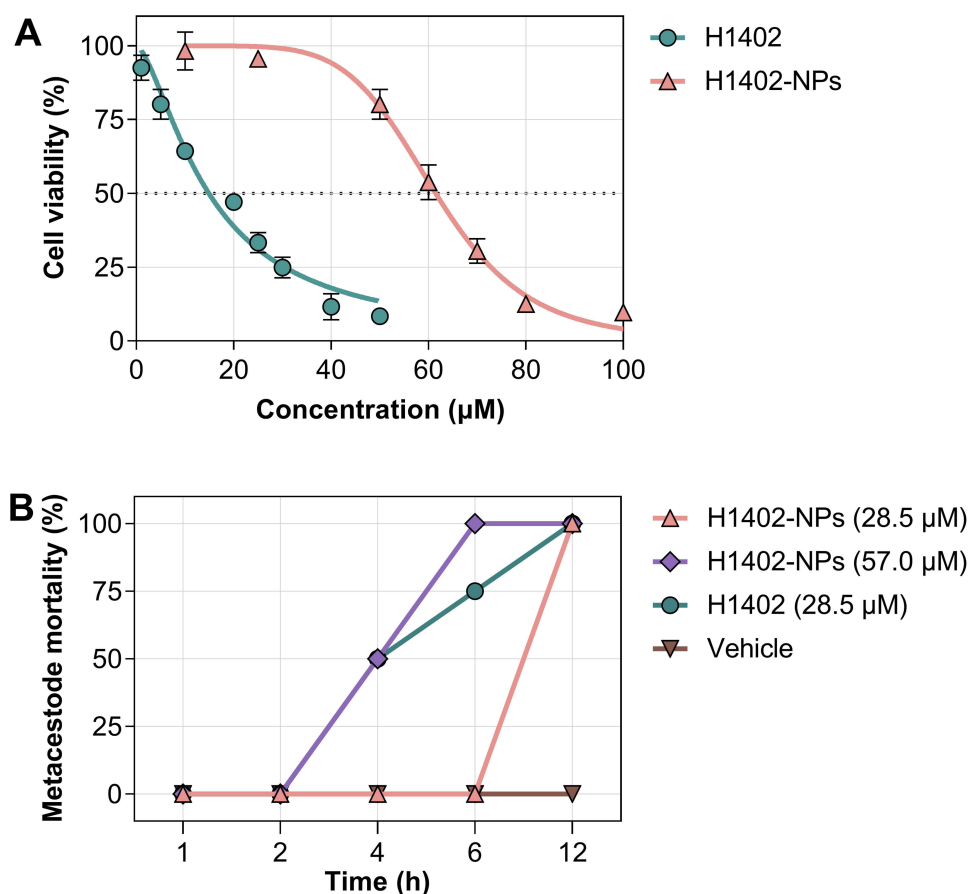 A
Cell viability (%)
100
75
50
25
0
0 20 40 60 80 100
Concentration (µM)
H1402
H1402-NPs
B
Metacestode mortality (%)
100
75
50
25
0
1 2 4 6 12
Time (h)
H1402-NPs (28.5 µM)
H1402-NPs (57.0 µM)
H1402 (28.5 µM)
Vehicle